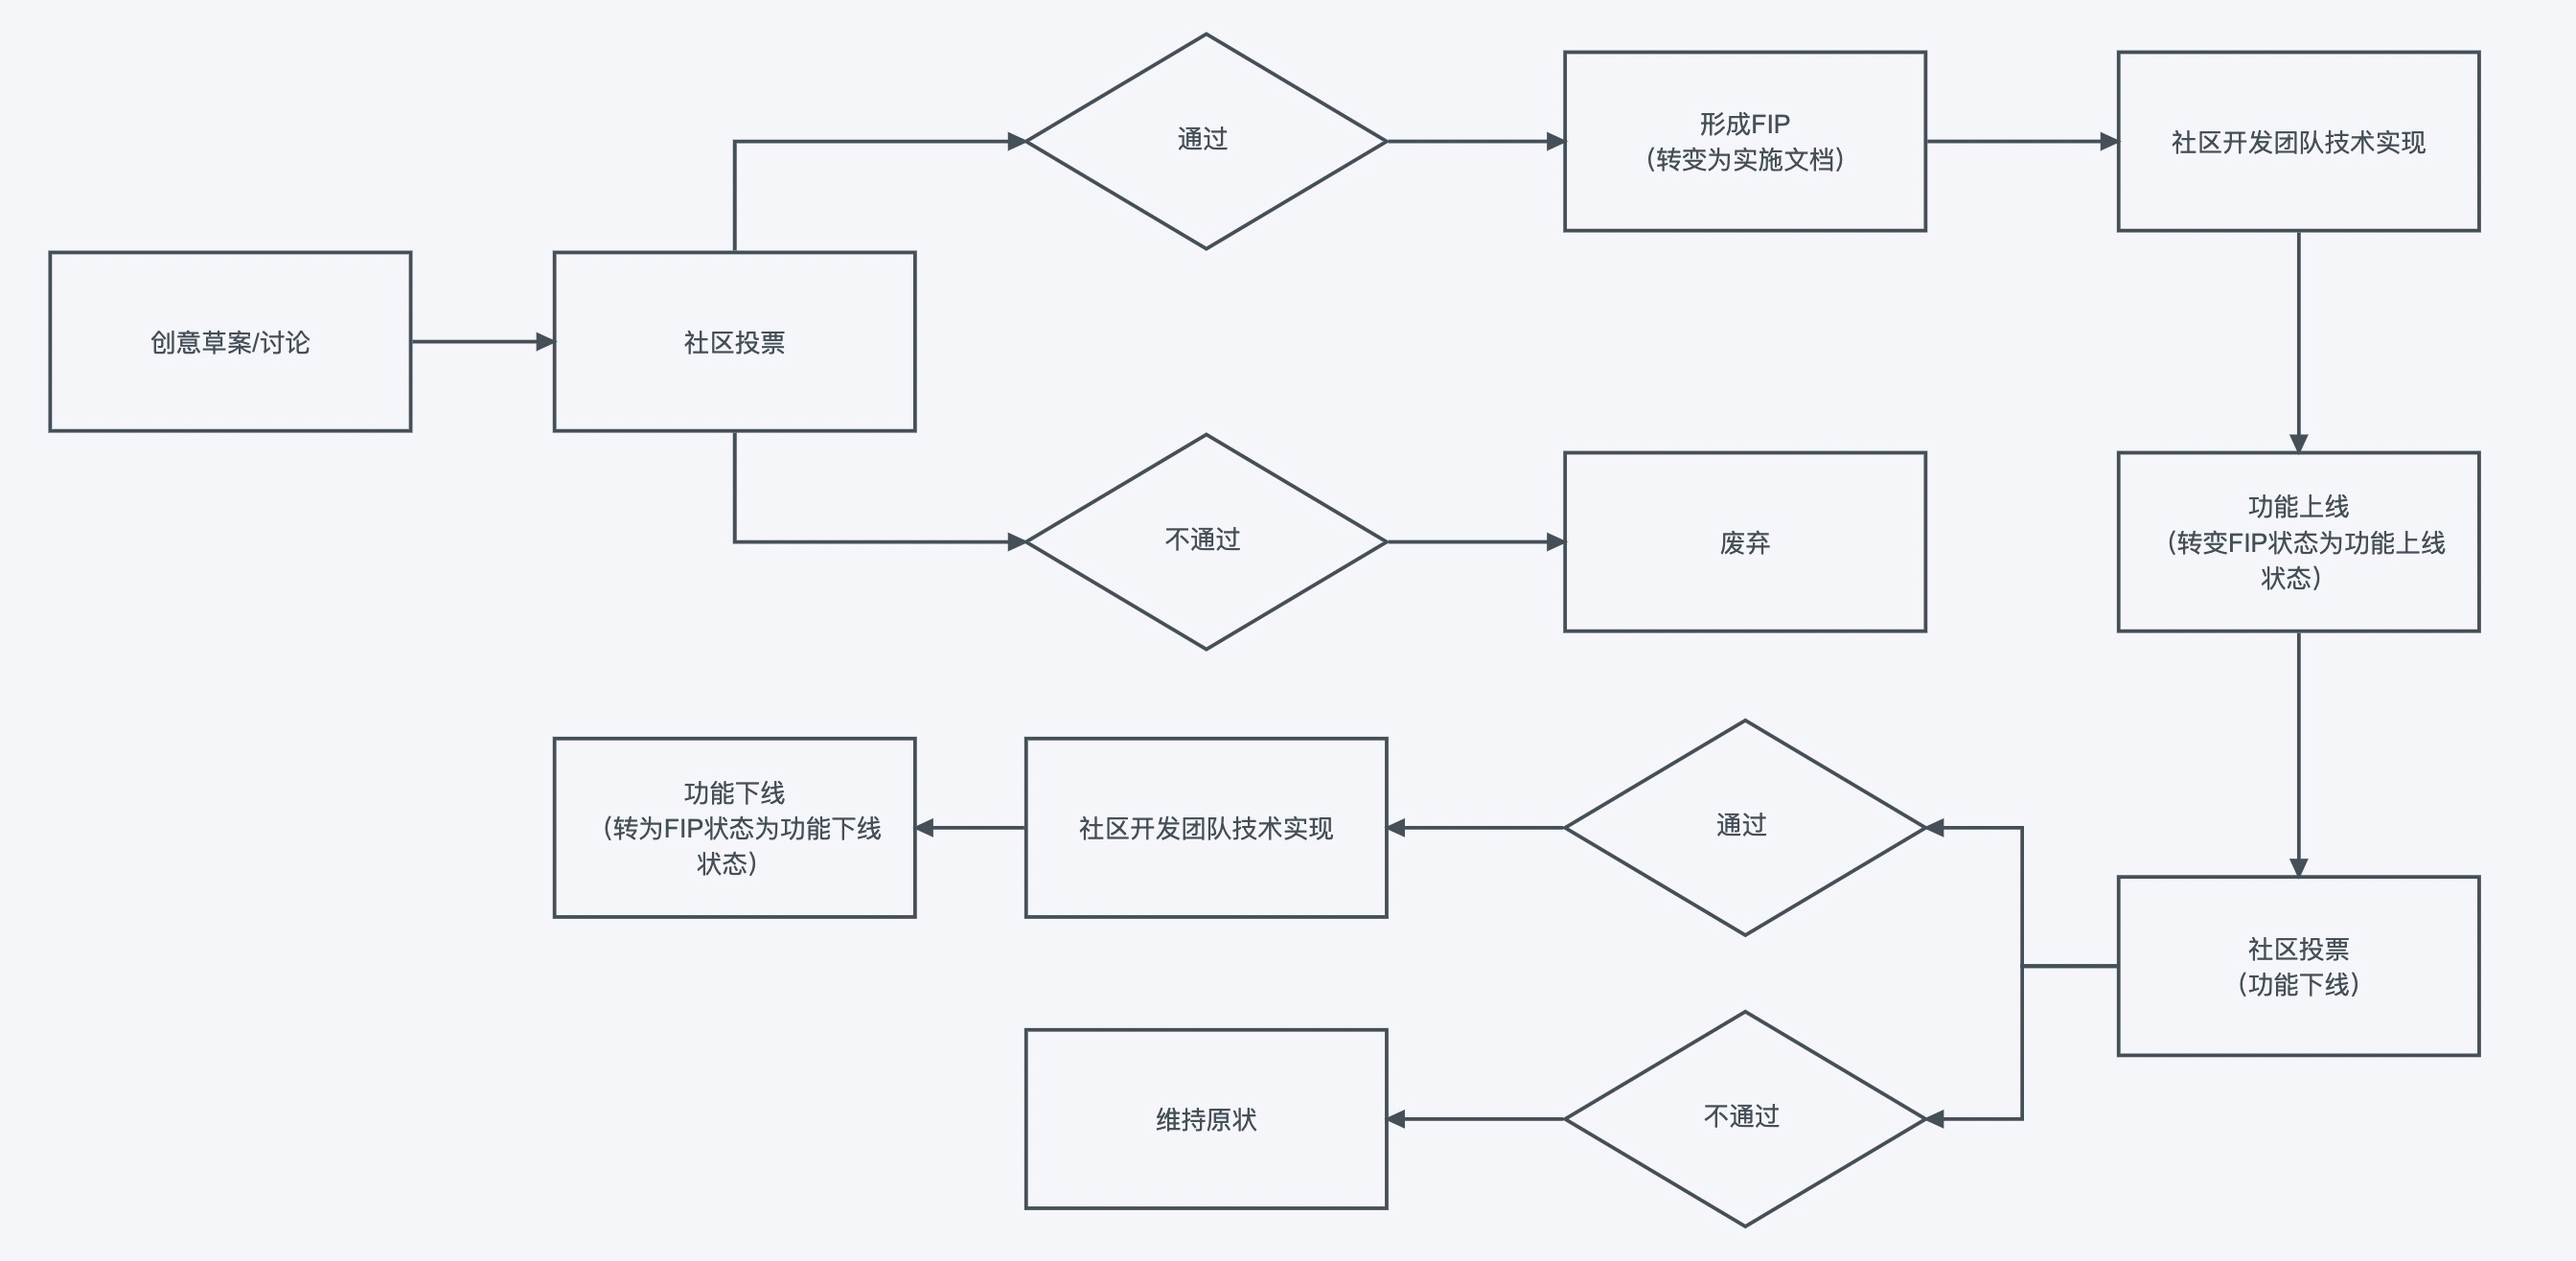 通过
形成FIP
（转变为实施文档）
社区开发团队技术实现
创意草案/讨论
社区投票
不通过
废弃
功能上线
（转变FIP状态为功能上线
状态）
功能下线
（转为FIP状态为功能下线
状态）
社区开发团队技术实现
通过
社区投票
（功能下线）
维持原状
不通过